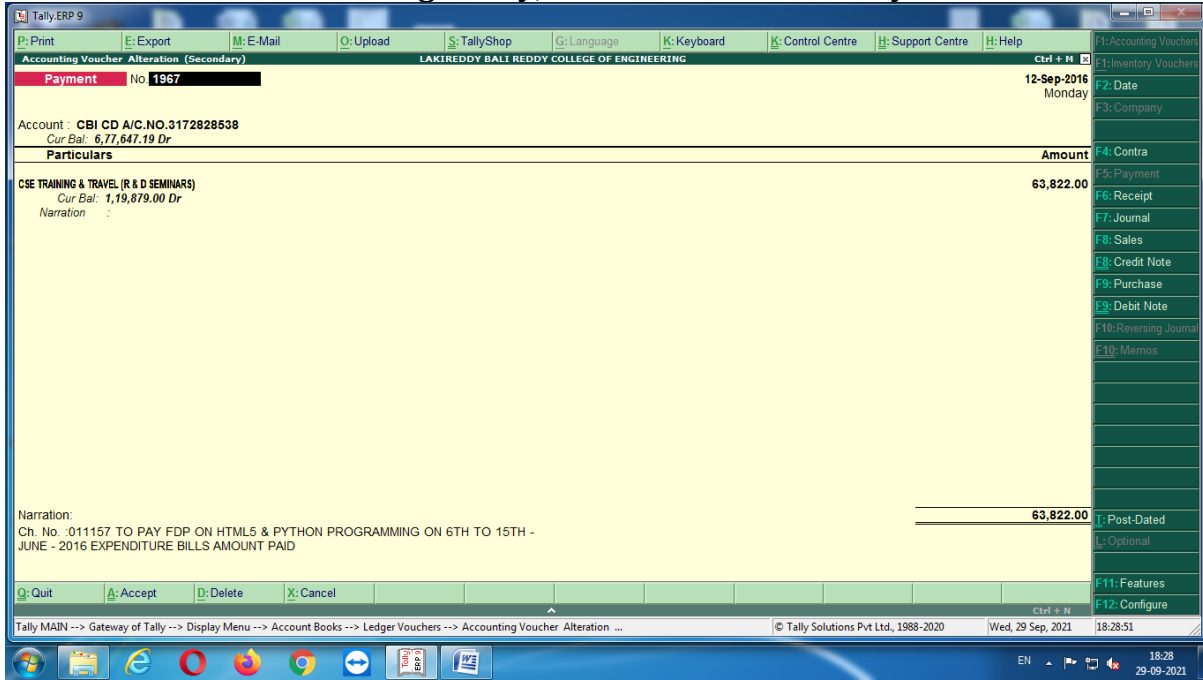 Tally.ERP 9
P: Print E: Export M: E-Mail O: Upload S: TallyShop G: Language K: Keyboard K: Control Centre H: Support Centre H: Help F1: Accounting Vouchers
Accounting Voucher Alteration (Secondary) LAKIREDDY BALI REDDY COLLEGE OF ENGINEERING Ctrl + M
F1: Inventory Vouchers
Payment No. 1967 12-Sep-2016
F2: Date
Monday
F3: Company
Account : CBI CD A/C.NO.3172828538
Cur Bal: 6,77,647.19 Dr
Particulars Amount
F4: Contra
F5: Payment
CSE TRAINING & TRAVEL (R & D SEMINARS) 63,822.00
Cur Bal: 1,19,879.00 Dr
F6: Receipt
Narration :
F7: Journal
F8: Sales
F8: Credit Note
F9: Purchase
F9: Debit Note
F10: Reversing Journal
F10: Memos
Narration: 63,822.00
T: Post-Dated
Ch. No. :011157 TO PAY FDP ON HTML5 & PYTHON PROGRAMMING ON 6TH TO 15TH -
JUNE - 2016 EXPENDITURE BILLS AMOUNT PAID
L: Optional
F11: Features
Q: Quit A: Accept D: Delete X: Cancel
F12: Configure
Ctrl + N
Tally MAIN --> Gateway of Tally --> Display Menu --> Account Books --> Ledger Vouchers --> Accounting Voucher Alteration ... © Tally Solutions Pvt Ltd., 1988-2020 Wed, 29 Sep, 2021 18:28:51
EN 18:28
29-09-2021